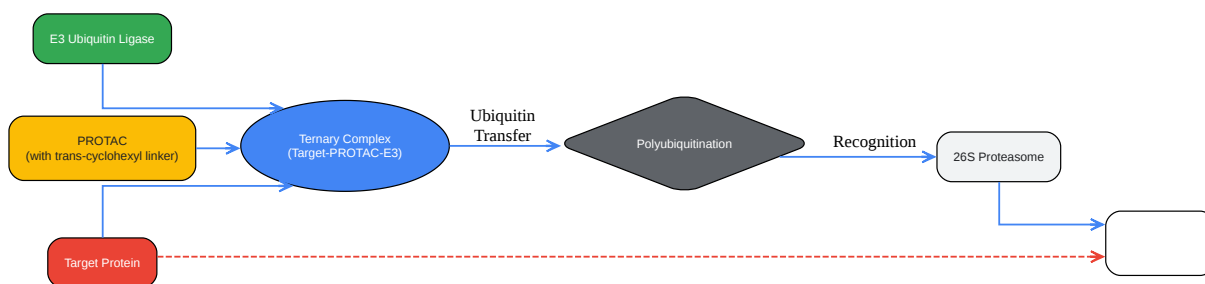 E3 Ubiquitin Ligase
PROTAC
(with trans-cyclohexyl linker)
Ternary Complex
(Target-PROTAC-E3)
Ubiquitin
Transfer
Polyubiquitination
Recognition
26S Proteasome
Target Protein